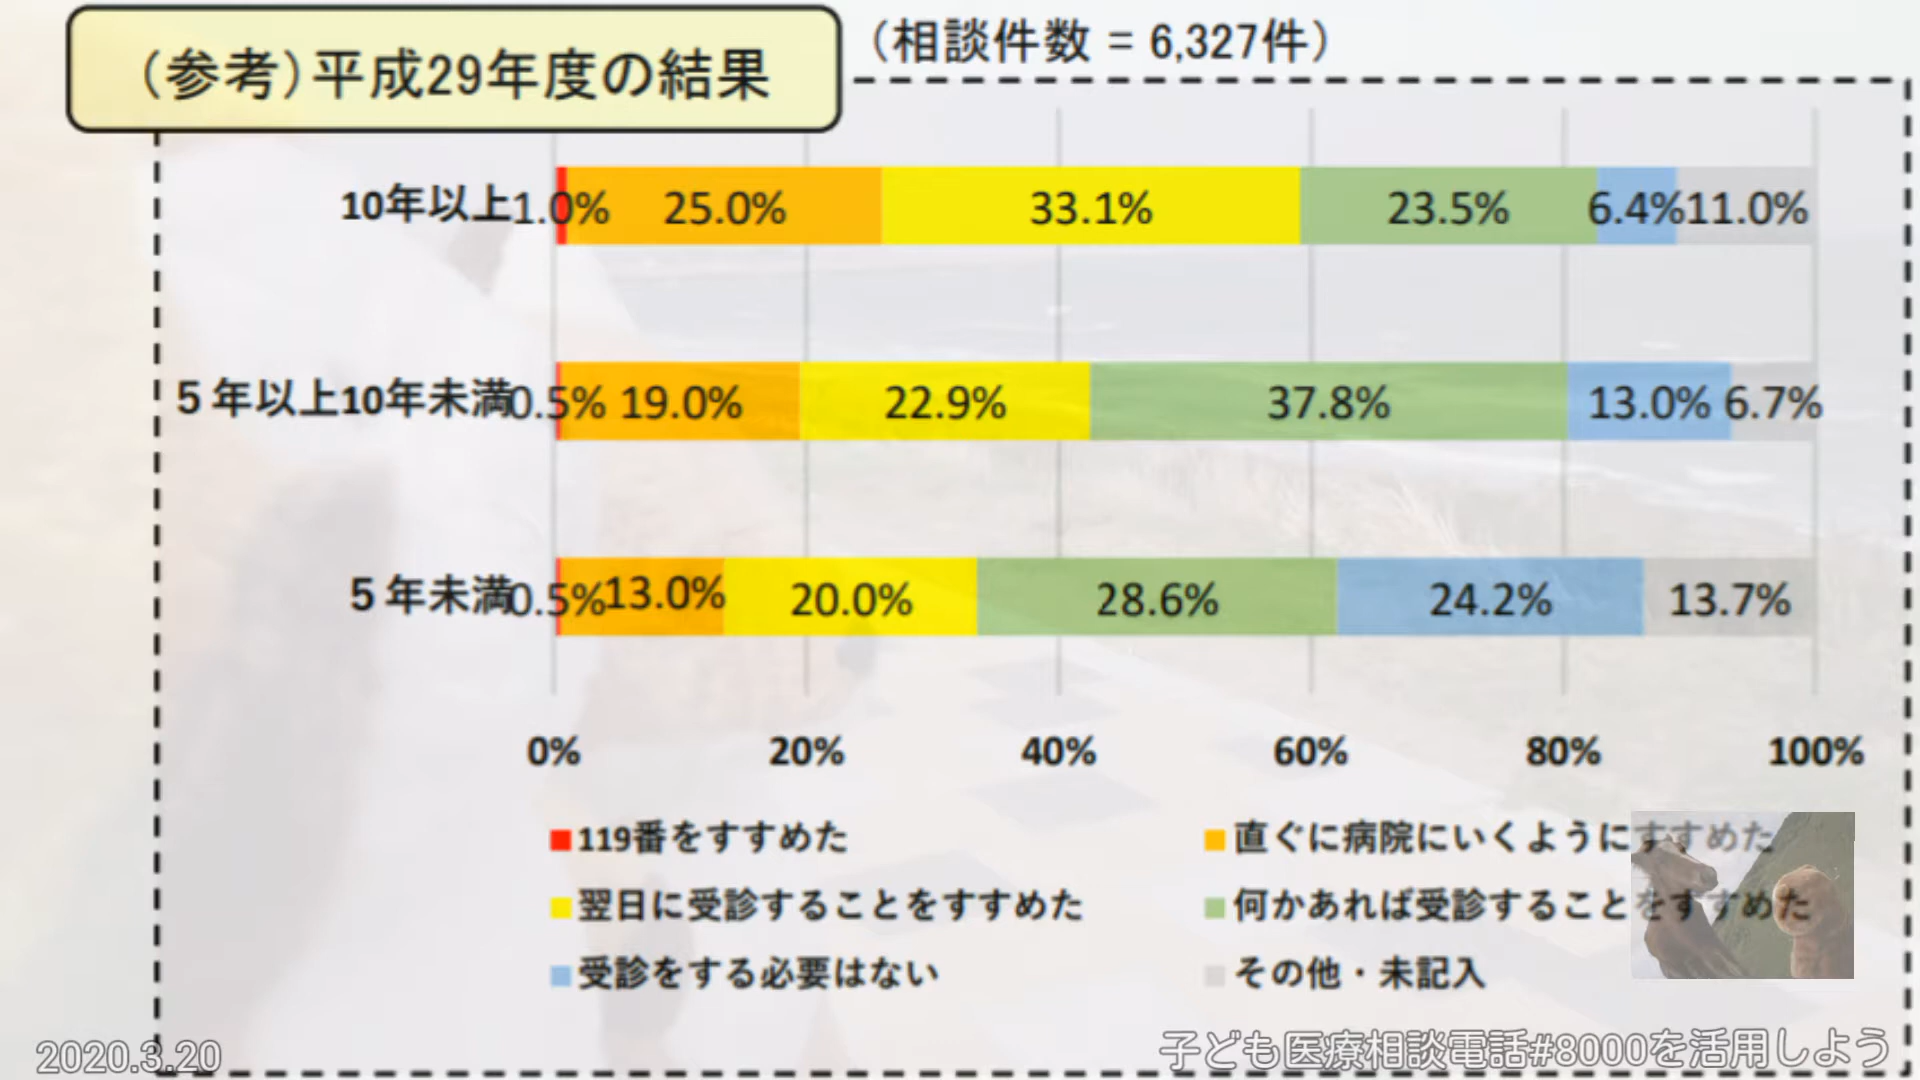 (参考)平成29年度の結果
(相談件数 = 6,327件)
10年以上 1.0% 25.0% 33.1% 23.5% 6.4% 11.0%
5年以上10年未満 0.5% 19.0% 22.9% 37.8% 13.0% 6.7%
5年未満 0.5% 13.0% 20.0% 28.6% 24.2% 13.7%
0% 20% 40% 60% 80% 100%
119番をすすめた 直ぐに病院にいくようにすすめた
翌日に受診することをすすめた 何かあれば受診することをすすめた
受診をする必要はない その他・未記入
2020.3.20
子ども医療相談電話#8000を活用しよう